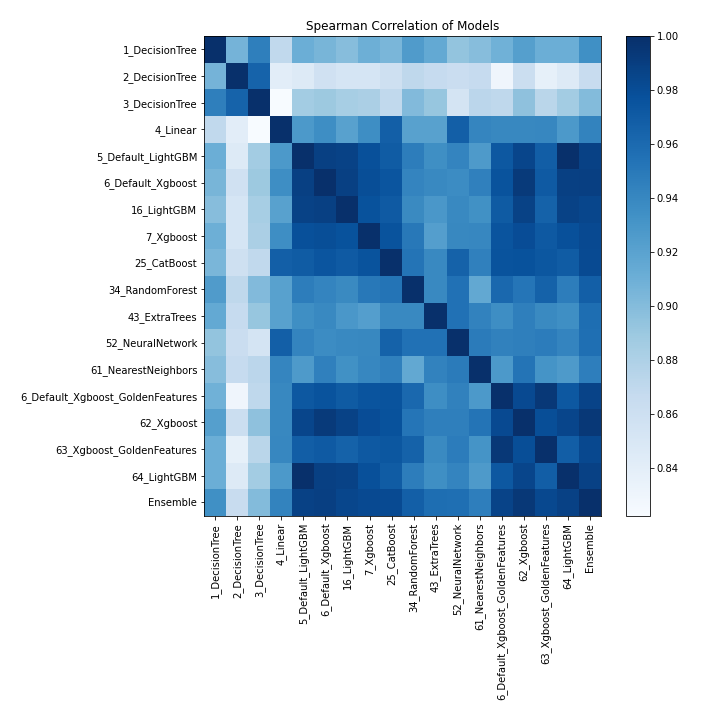 Spearman Correlation of Models
1_DecisionTree
2_DecisionTree
3_DecisionTree
4_Linear
5_Default_LightGBM
6_Default_Xgboost
16_LightGBM
7_Xgboost
25_CatBoost
34_RandomForest
43_ExtraTrees
52_NeuralNetwork
61_NearestNeighbors
6_Default_Xgboost_GoldenFeatures
62_Xgboost
63_Xgboost_GoldenFeatures
64_LightGBM
Ensemble
1_DecisionTree
2_DecisionTree
3_DecisionTree
4_Linear
5_Default_LightGBM
6_Default_Xgboost
16_LightGBM
7_Xgboost
25_CatBoost
34_RandomForest
43_ExtraTrees
52_NeuralNetwork
61_NearestNeighbors
6_Default_Xgboost_GoldenFeatures
62_Xgboost
63_Xgboost_GoldenFeatures
64_LightGBM
Ensemble
1.00
0.98
0.96
0.94
0.92
0.90
0.88
0.86
0.84